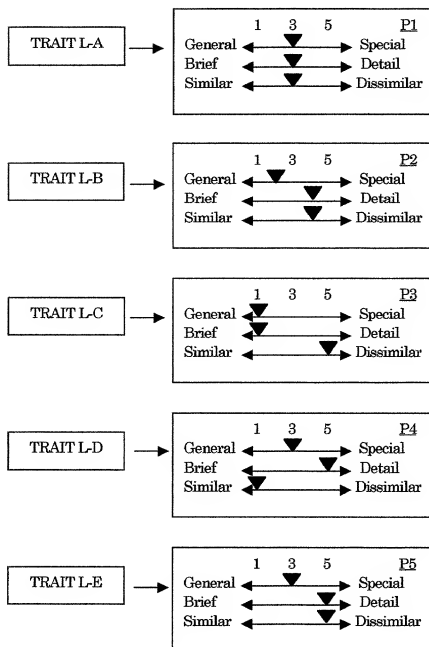 TRAIT L-A
1 3 5 P1
General Special
Brief Detail
Similar Dissimilar
TRAIT L-B
1 3 5 P2
General Special
Brief Detail
Similar Dissimilar
TRAIT L-C
1 3 5 P3
General Special
Brief Detail
Similar Dissimilar
TRAIT L-D
1 3 5 P4
General Special
Brief Detail
Similar Dissimilar
TRAIT L-E
1 3 5 P5
General Special
Brief Detail
Similar Dissimilar